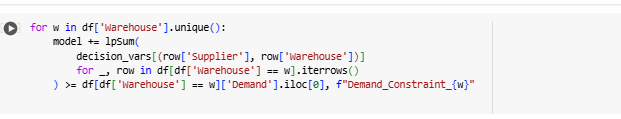 for w in df['Warehouse'].unique():
    model += lpSum(
        decision_vars[(row['Supplier'], row['Warehouse'])]
        for _, row in df[df['Warehouse'] == w].iterrows()
    ) >= df[df['Warehouse'] == w]['Demand'].iloc[0], f"Demand_Constraint_{w}"